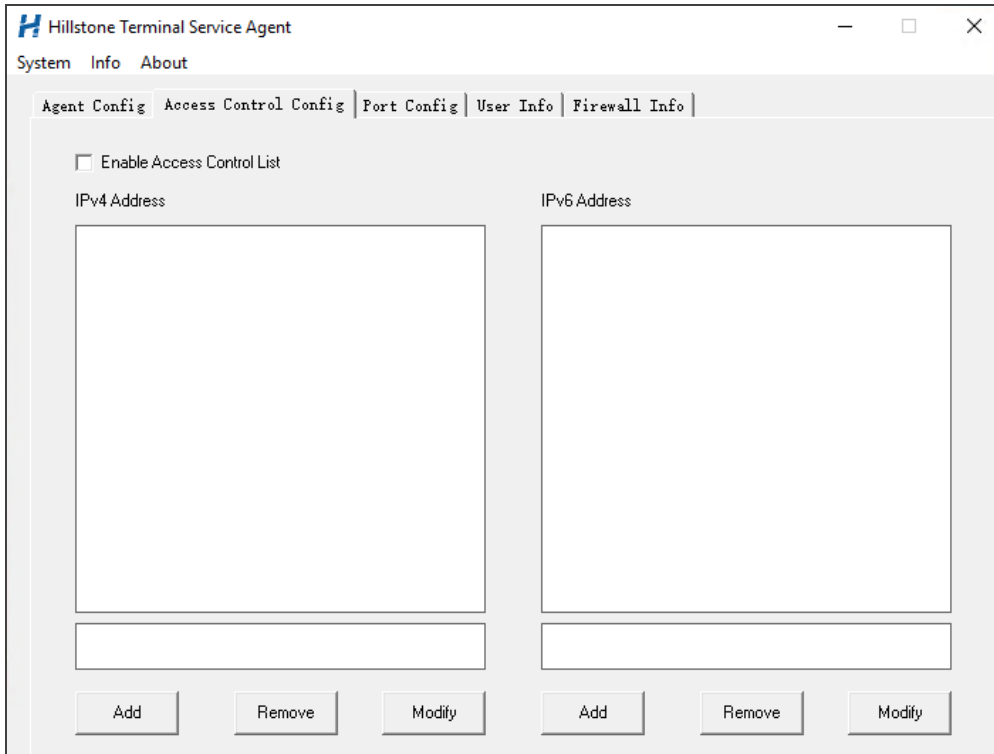 Hillstone Terminal Service Agent
System Info About
Agent Config Access Control Config Port Config User Info Firewall Info
Enable Access Control List
IPv4 Address IPv6 Address
Add Remove Modify Add Remove Modify